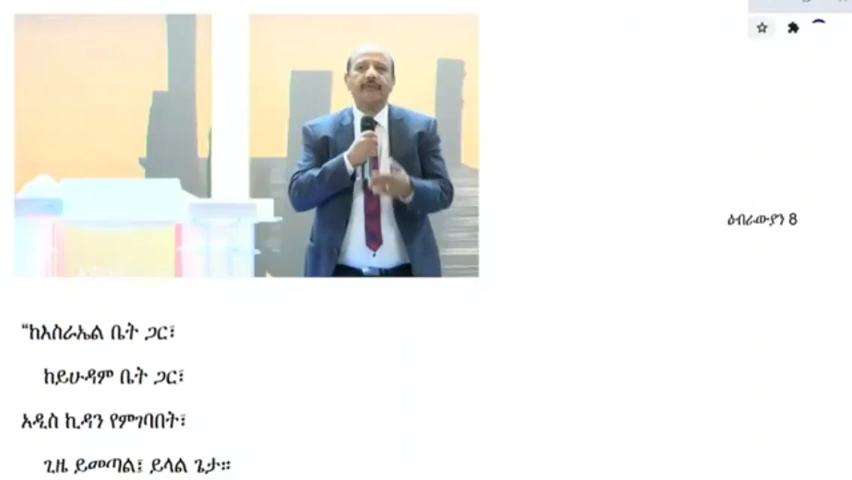 ዕብራውያን 8
“ከእስራኤል ቤት ጋር፣
ከይሁዳም ቤት ጋር፣
አዲስ ኪዳን የምገባበት፣
ጊዜ ይመጣል፤ ይላል ጌታ።